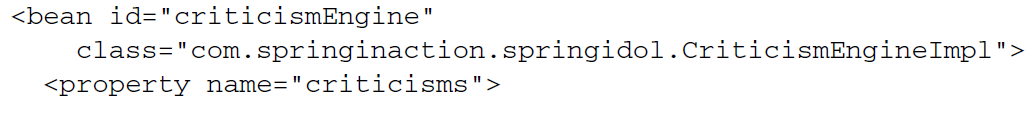 <bean id="criticismEngine"
class="com.springinaction.springidol.CriticismEngineImpl">
<property name="criticisms">